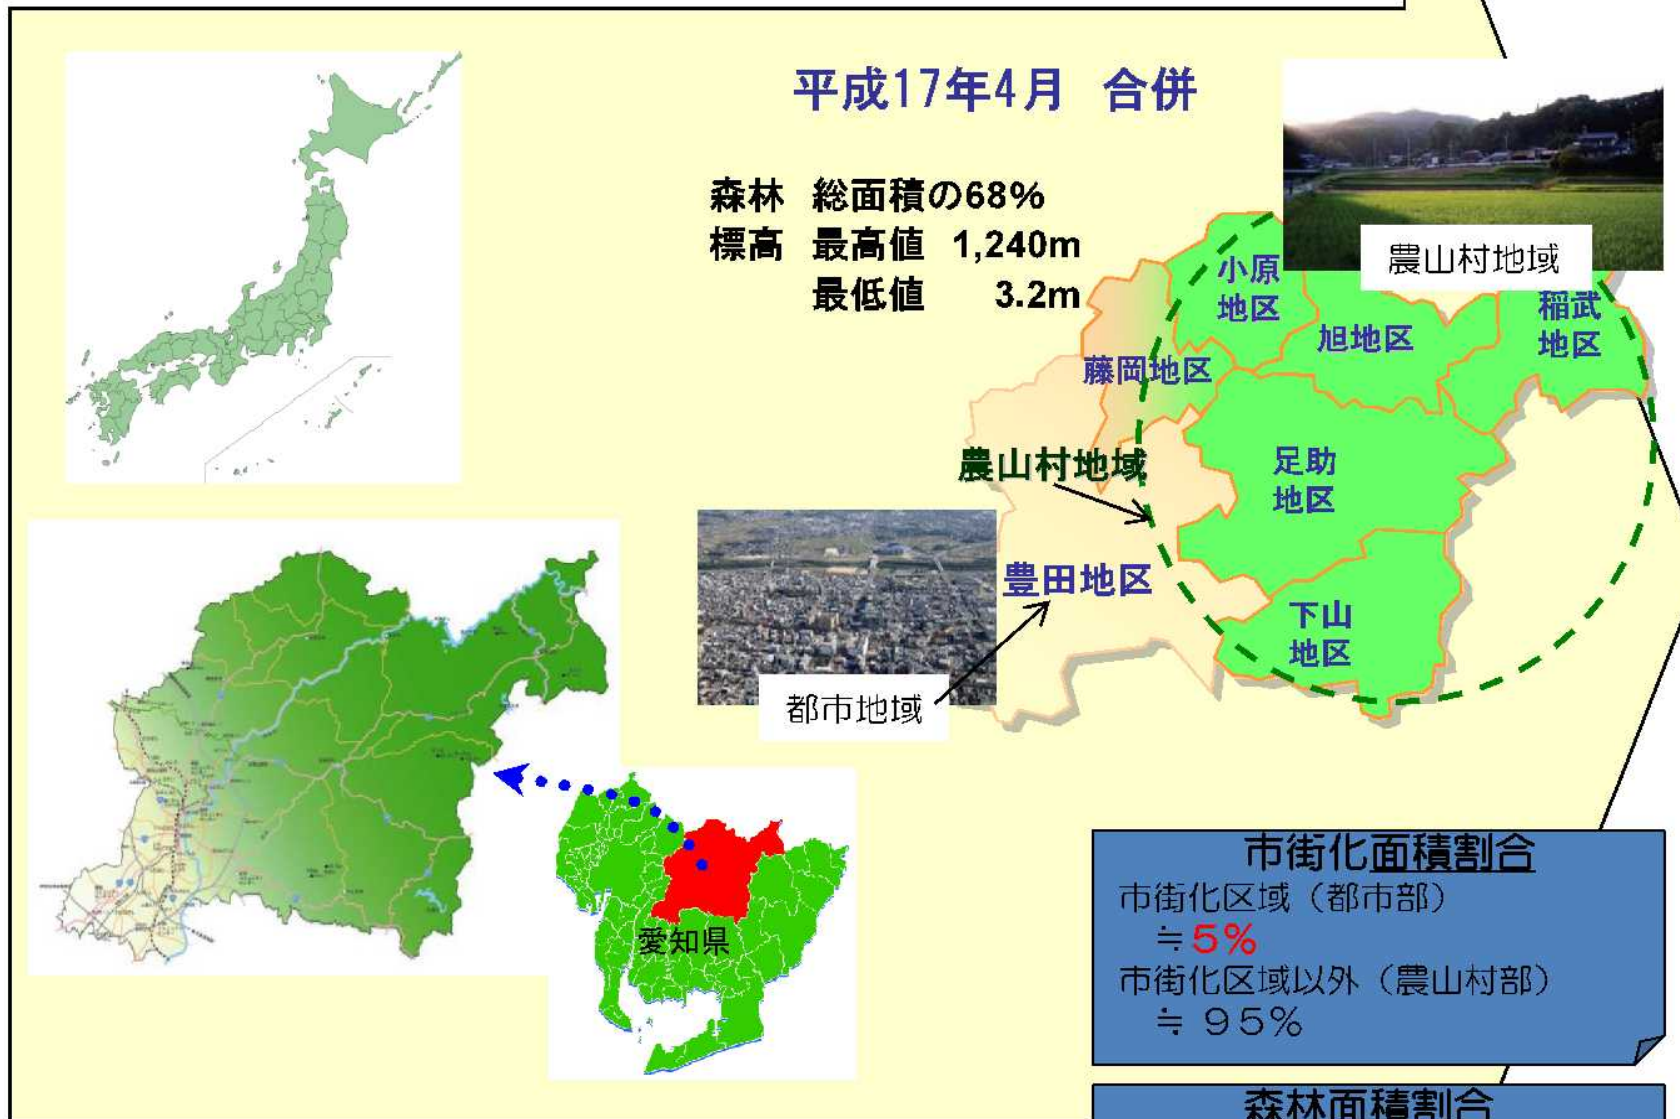 平成17年4月 合併
森林 総面積の68%
標高 最高値 1,240m
最低値 3.2m
農山村地域
小原
地区
旭地区
稲武
地区
藤岡地区
農山村地域
足助
地区
豊田地区
下山
地区
都市地域
愛知県
市街化面積割合
市街化区域（都市部）
≒5%
市街化区域以外（農山村部）
≒ 95%
森林面積割合